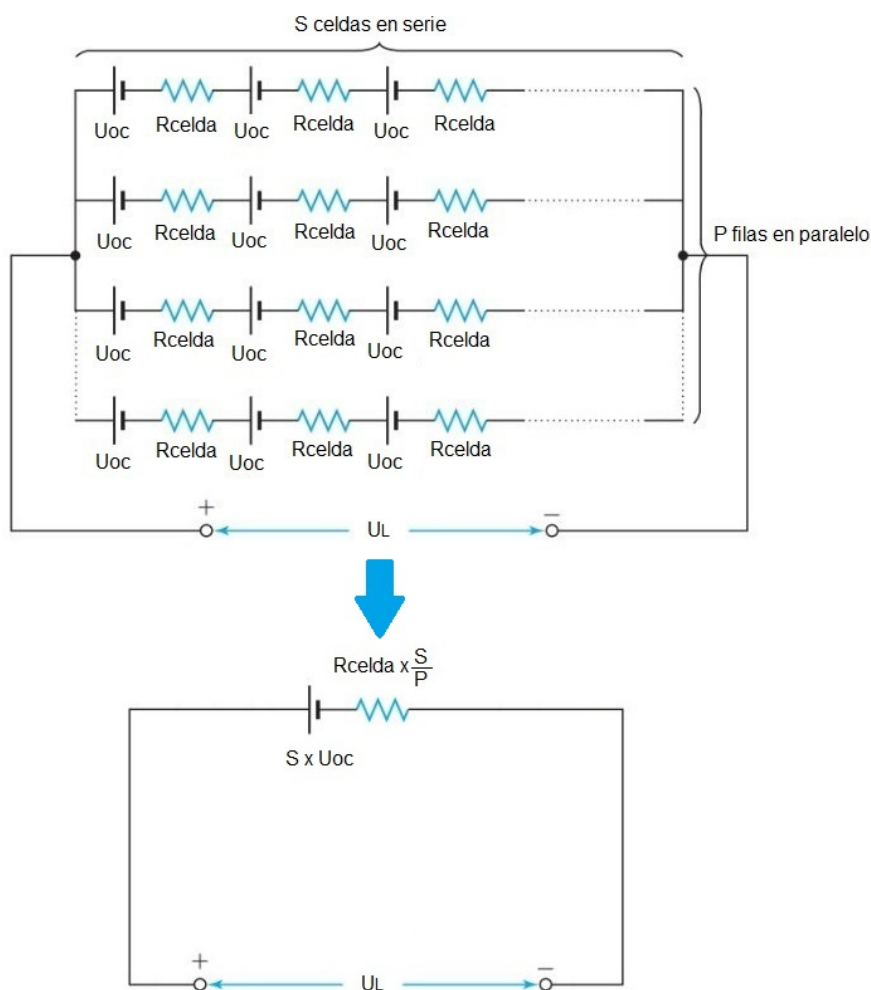 S celdas en serie
Uoc Rcelda Uoc Rcelda Uoc Rcelda
Uoc Rcelda Uoc Rcelda Uoc Rcelda
P filas en paralelo
Uoc Rcelda Uoc Rcelda Uoc Rcelda
Uoc Rcelda Uoc Rcelda Uoc Rcelda
+ UL −
Rcelda x S/P
S x Uoc
+ UL −